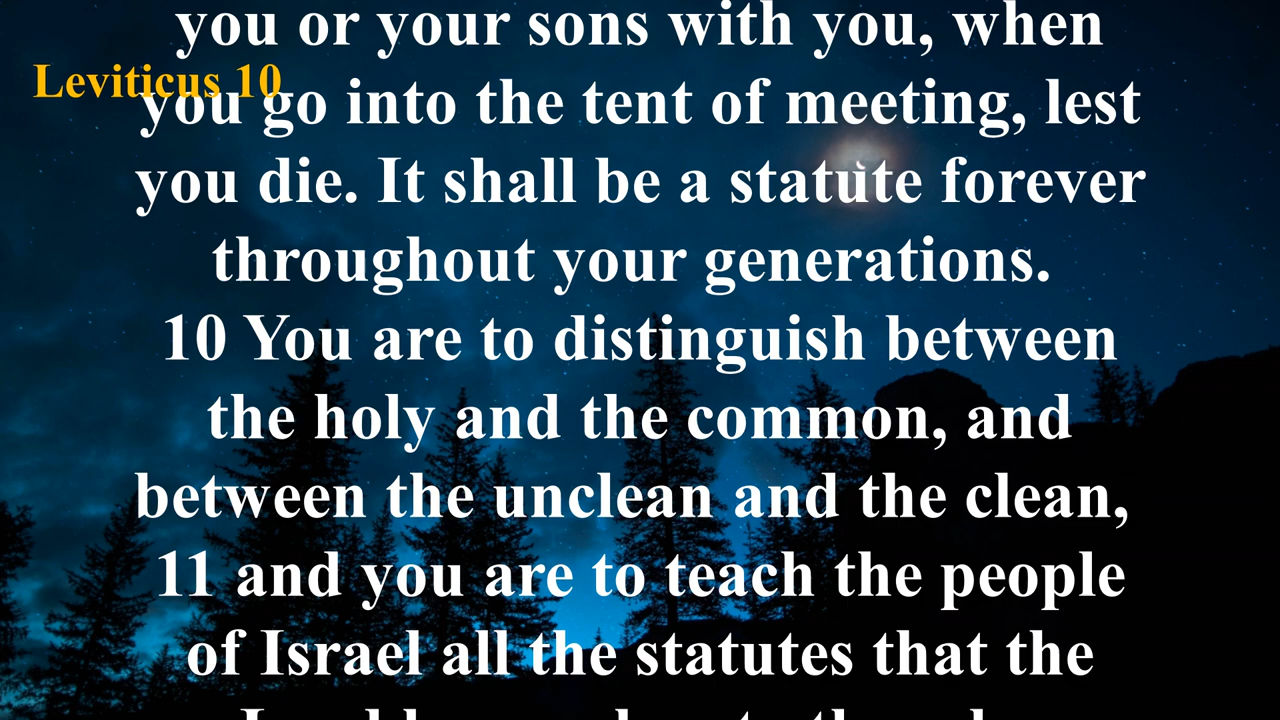 you or your sons with you, when
Leviticus 10
you go into the tent of meeting, lest
you die. It shall be a statute forever
throughout your generations.
10 You are to distinguish between
the holy and the common, and
between the unclean and the clean,
11 and you are to teach the people
of Israel all the statutes that the